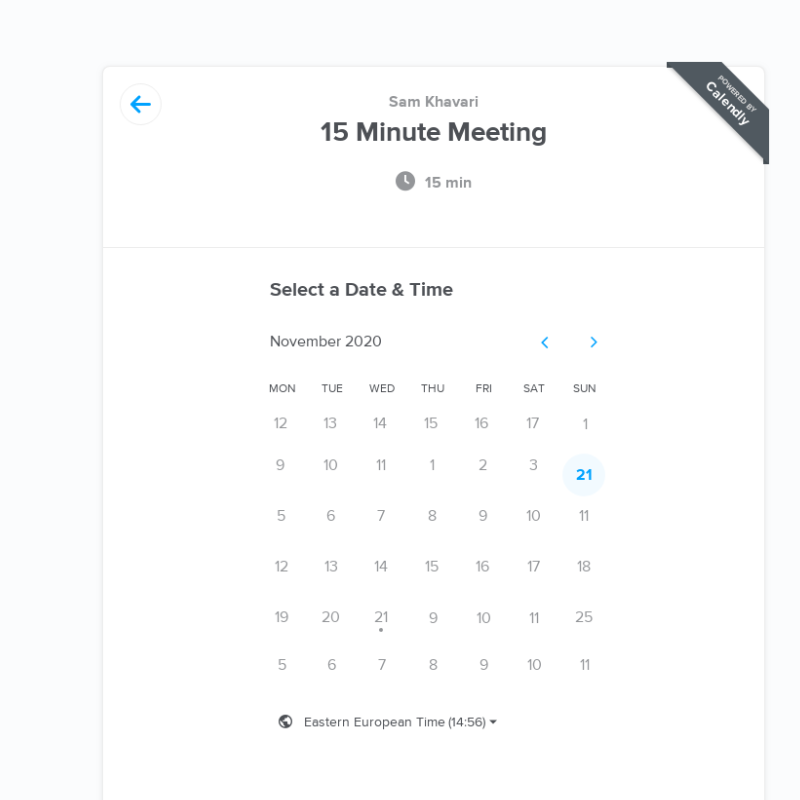 POWERED BY
Calendly
Sam Khavari
15 Minute Meeting
15 min
Select a Date & Time
November 2020
MON TUE WED THU FRI SAT SUN
12 13 14 15 16 17 1
9 10 11 1 2 3 21
5 6 7 8 9 10 11
12 13 14 15 16 17 18
19 20 21 9 10 11 25
5 6 7 8 9 10 11
Eastern European Time (14:56)